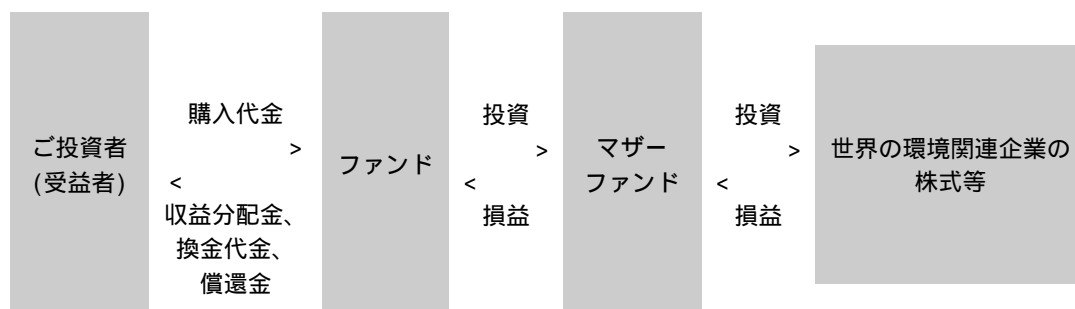 ご投資者
(受益者)
購入代金
>
<
収益分配金、
換金代金、
償還金
ファンド
投資
>
<
損益
マザー
ファンド
投資
>
<
損益
世界の環境関連企業の
株式等